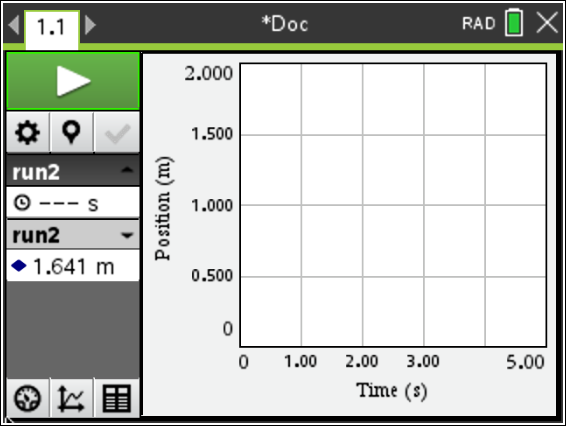 1.1 *Doc RAD
run2
--- s
run2
1.641 m
Position (m)
2.000
1.500
1.000
0.500
0
0 1.00 2.00 3.00 5.00
Time (s)